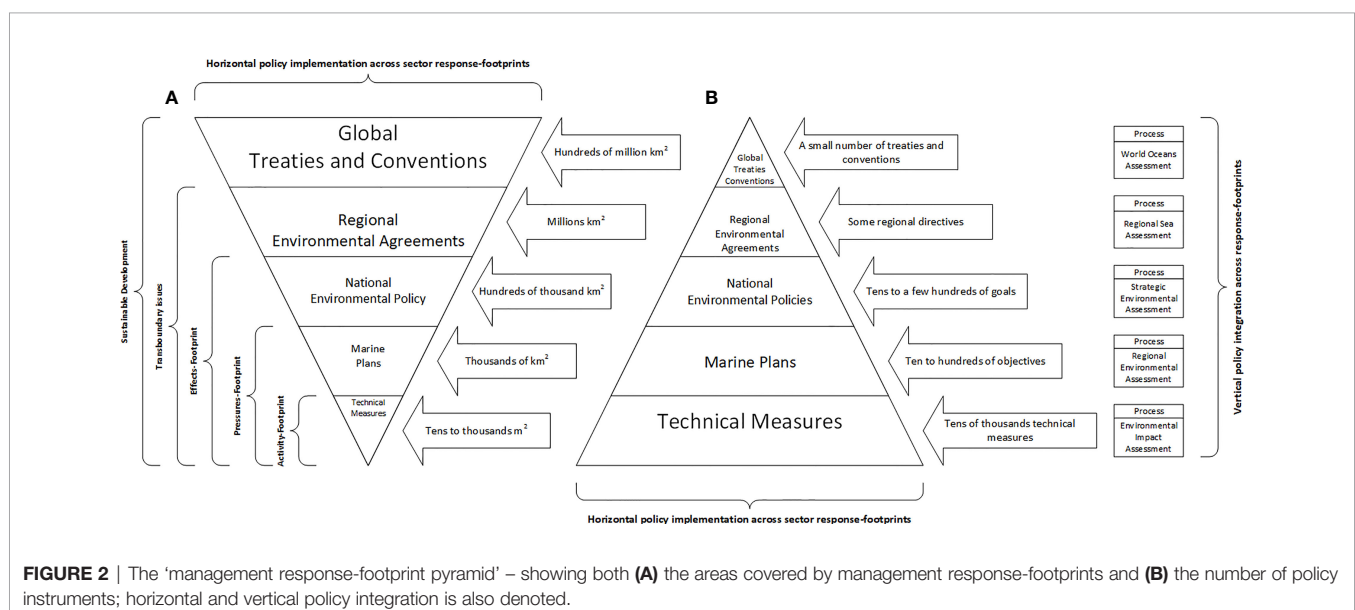 Horizontal policy implementation across sector response-footprints
A
B
Sustainable Development
Transboundary issues
Effects-Footprint
Pressures-Footprint
Activity-Footprint
Global
Treaties and Conventions
Hundreds of million km²
Regional
Environmental Agreements
Millions km²
National
Environmental Policy
Hundreds of thousand km²
Marine
Plans
Thousands of km²
Technical
Measures
Tens to thousands m²
Global
Treaties
Conventions
A small number of treaties and
conventions
Regional
Environmental
Agreements
Some regional directives
National
Environmental Policies
Tens to a few hundreds of goals
Marine Plans
Ten to hundreds of objectives
Technical Measures
Tens of thousands technical
measures
Process
World Oceans
Assessment
Process
Regional Sea
Assessment
Process
Strategic
Environmental Assessment
Process
Regional
Environmental
Assessment
Process
Environmental
Impact
Assessment
Vertical policy integration across response-footprints
Horizontal policy implementation across sector response-footprints
FIGURE 2 | The ‘management response-footprint pyramid’ – showing both (A) the areas covered by management response-footprints and (B) the number of policy
instruments; horizontal and vertical policy integration is also denoted.